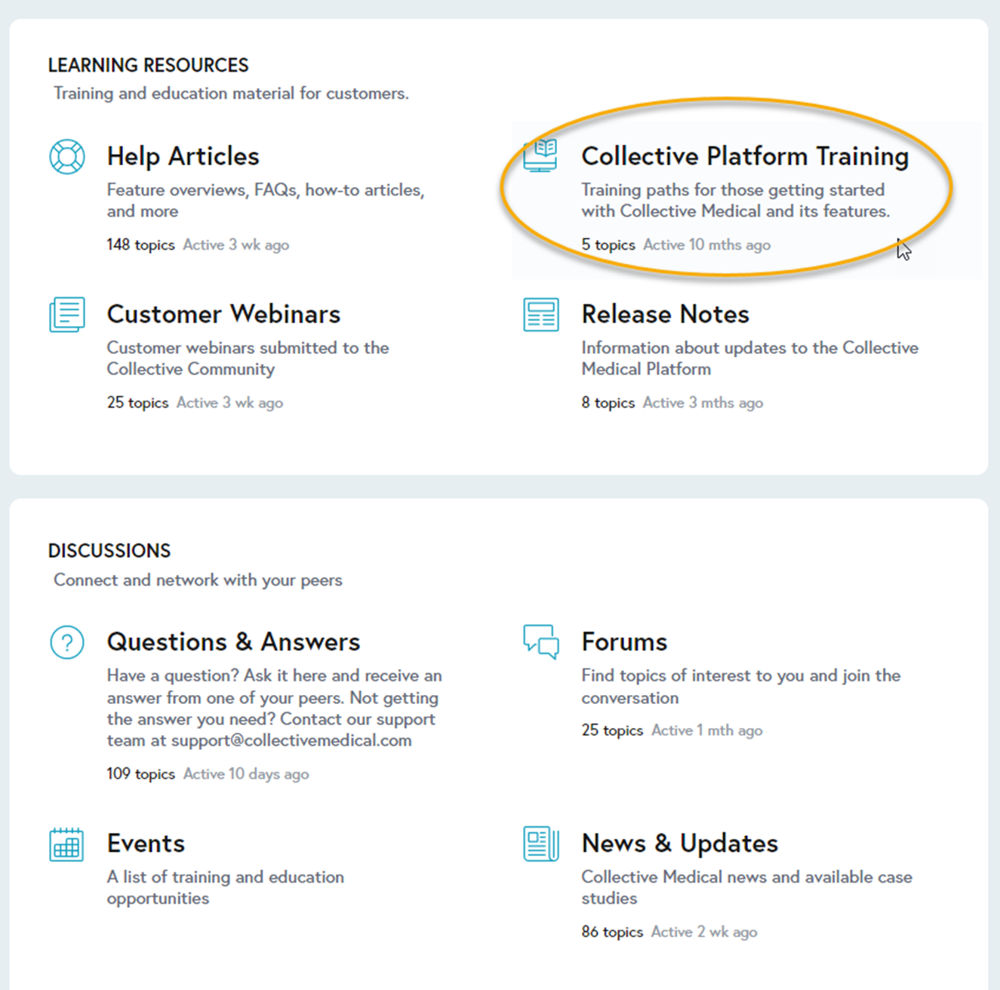 LEARNING RESOURCES
Training and education material for customers.
Help Articles
Feature overviews, FAQs, how-to articles,
and more
148 topics Active 3 wk ago
Collective Platform Training
Training paths for those getting started
with Collective Medical and its features.
5 topics Active 10 mths ago
Customer Webinars
Customer webinars submitted to the
Collective Community
25 topics Active 3 wk ago
Release Notes
Information about updates to the Collective
Medical Platform
8 topics Active 3 mths ago
DISCUSSIONS
Connect and network with your peers
Questions & Answers
Have a question? Ask it here and receive an
answer from one of your peers. Not getting
the answer you need? Contact our support
team at support@collectivemedical.com
109 topics Active 10 days ago
Forums
Find topics of interest to you and join the
conversation
25 topics Active 1 mth ago
Events
A list of training and education
opportunities
News & Updates
Collective Medical news and available case
studies
86 topics Active 2 wk ago